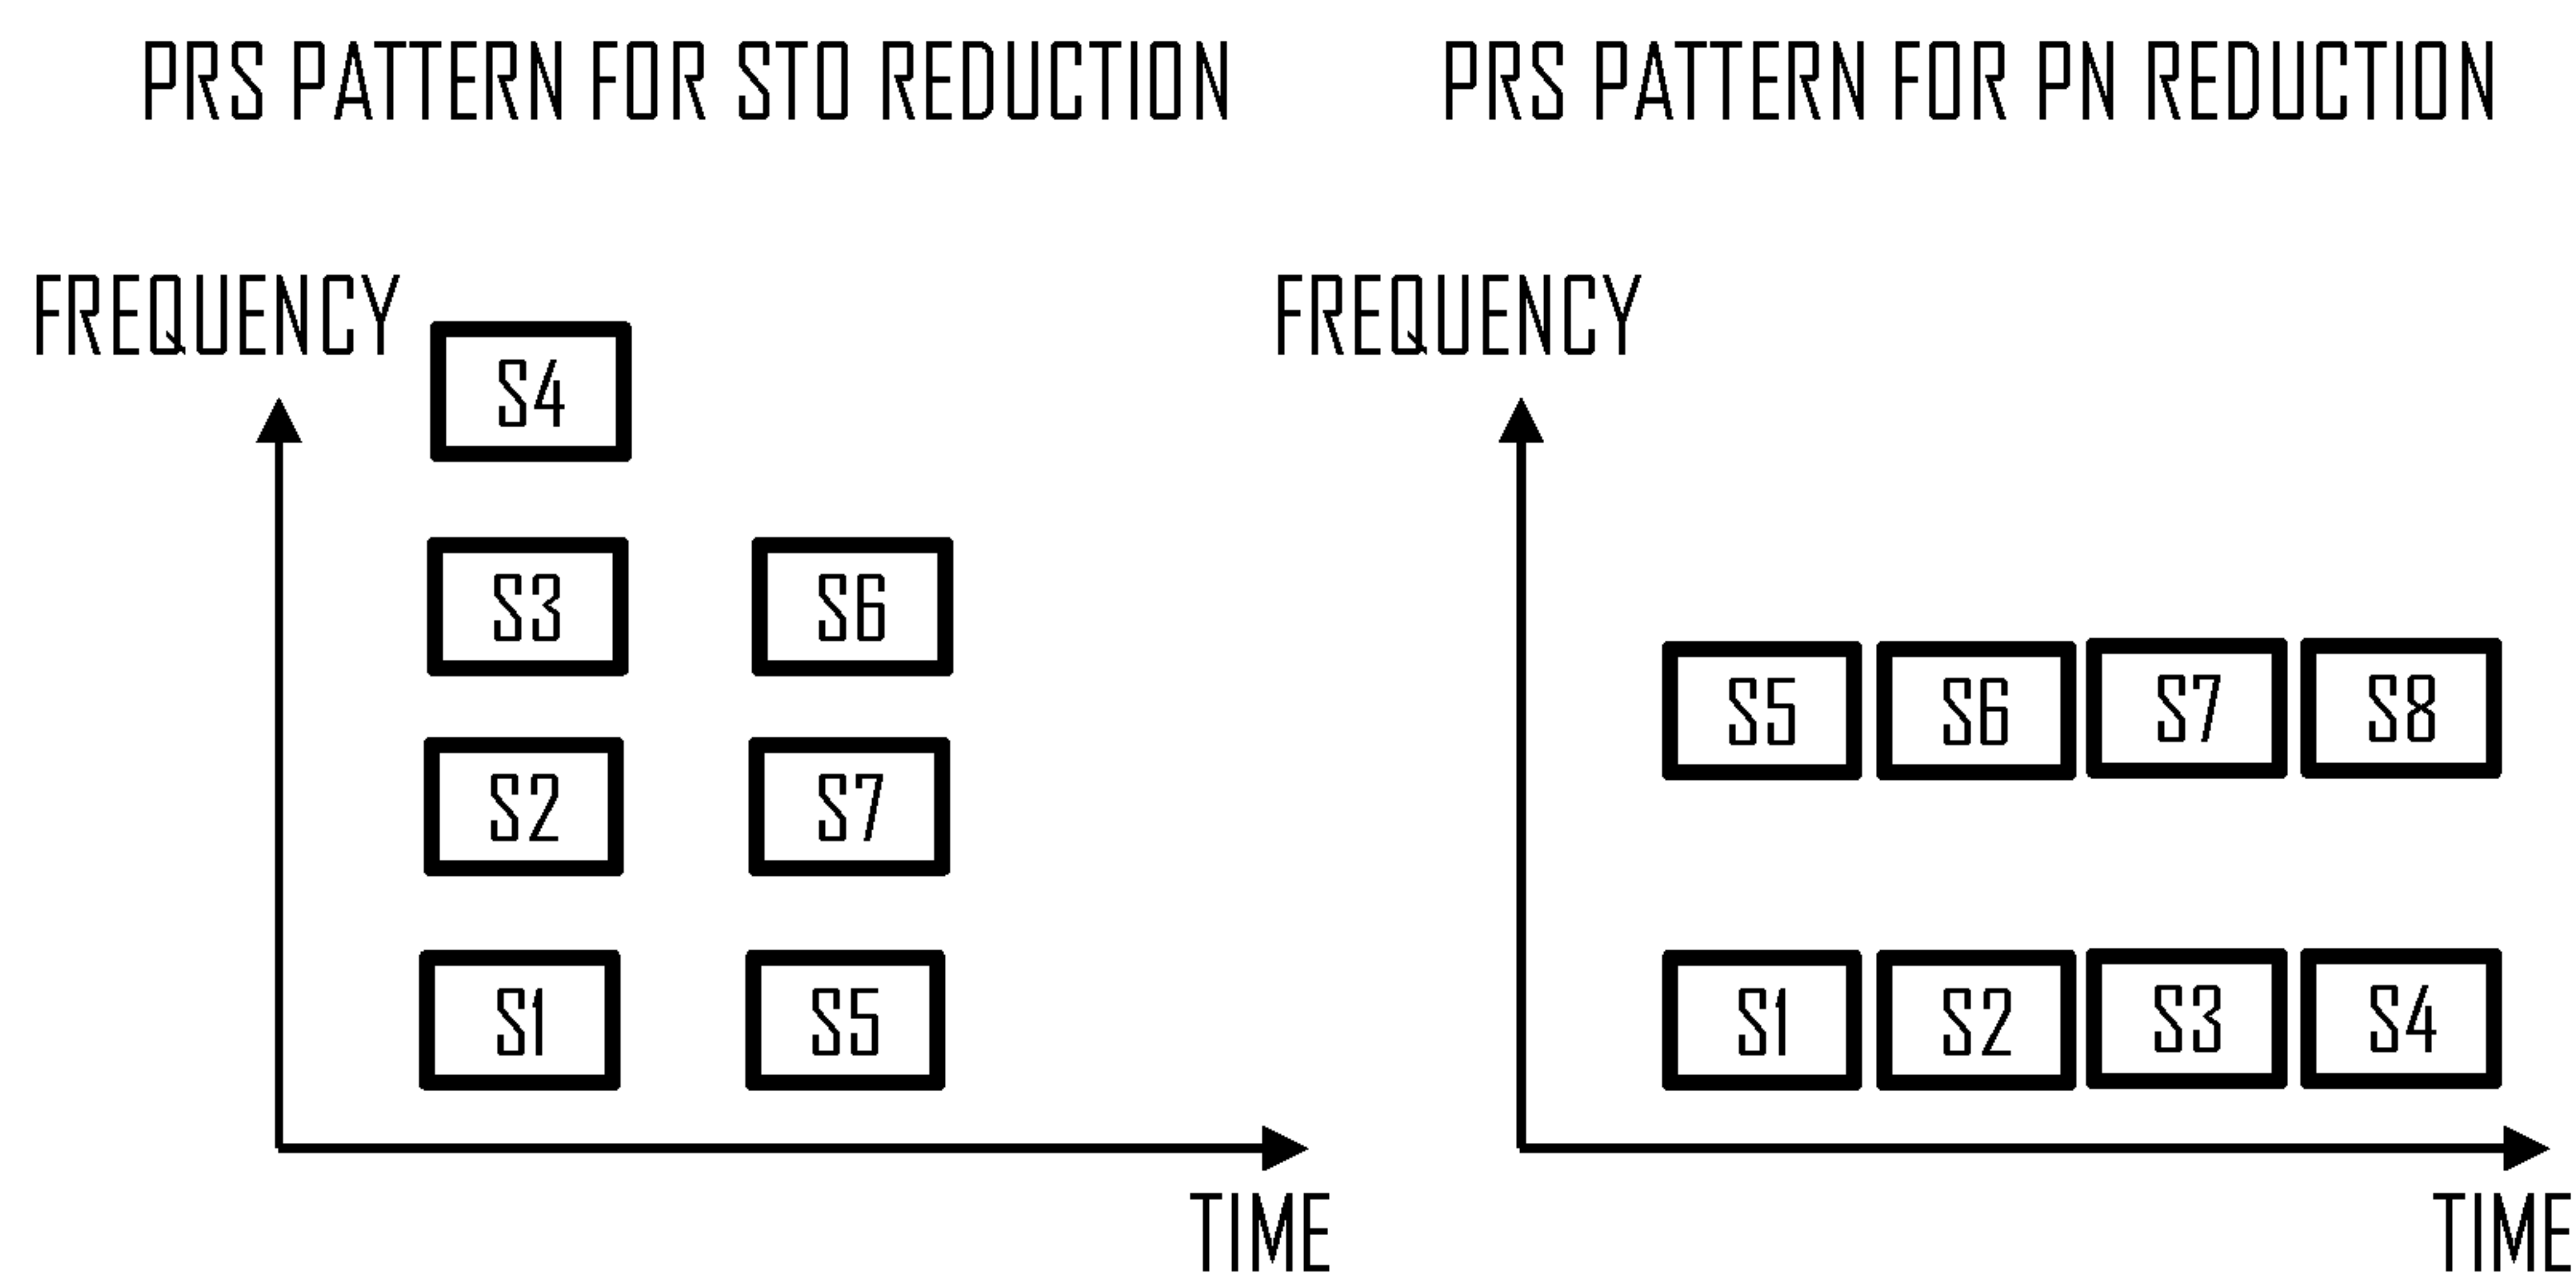 PRS PATTERN FOR STO REDUCTION
FREQUENCY
S4
S3 S6
S2 S7
S1 S5
TIME
PRS PATTERN FOR PN REDUCTION
FREQUENCY
S5 S6 S7 S8
S1 S2 S3 S4
TIME